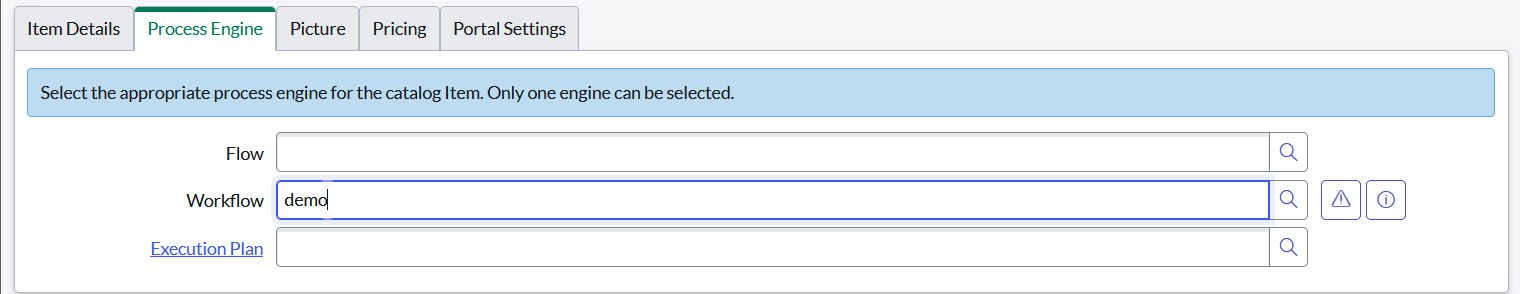 Item Details Process Engine Picture Pricing Portal Settings
Select the appropriate process engine for the catalog Item. Only one engine can be selected.
Flow
Workflow demo
Execution Plan